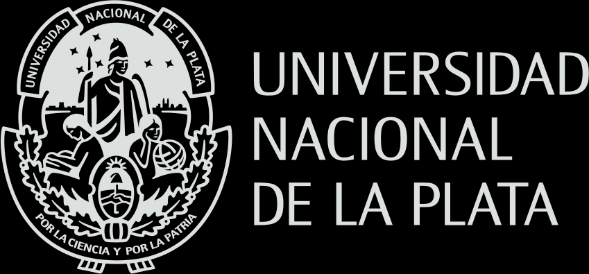 UNIVERSIDAD NACIONAL DE LA PLATA
POR LA CIENCIA Y POR LA PATRIA
UNIVERSIDAD
NACIONAL
DE LA PLATA